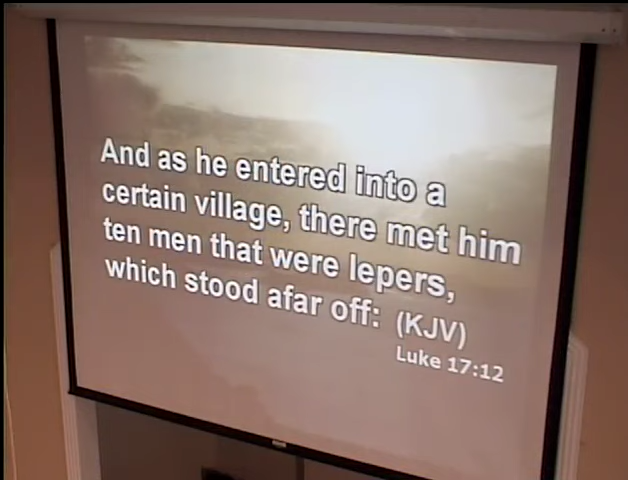 And as he entered into a
certain village, there met him
ten men that were lepers,
which stood afar off: (KJV)
Luke 17:12